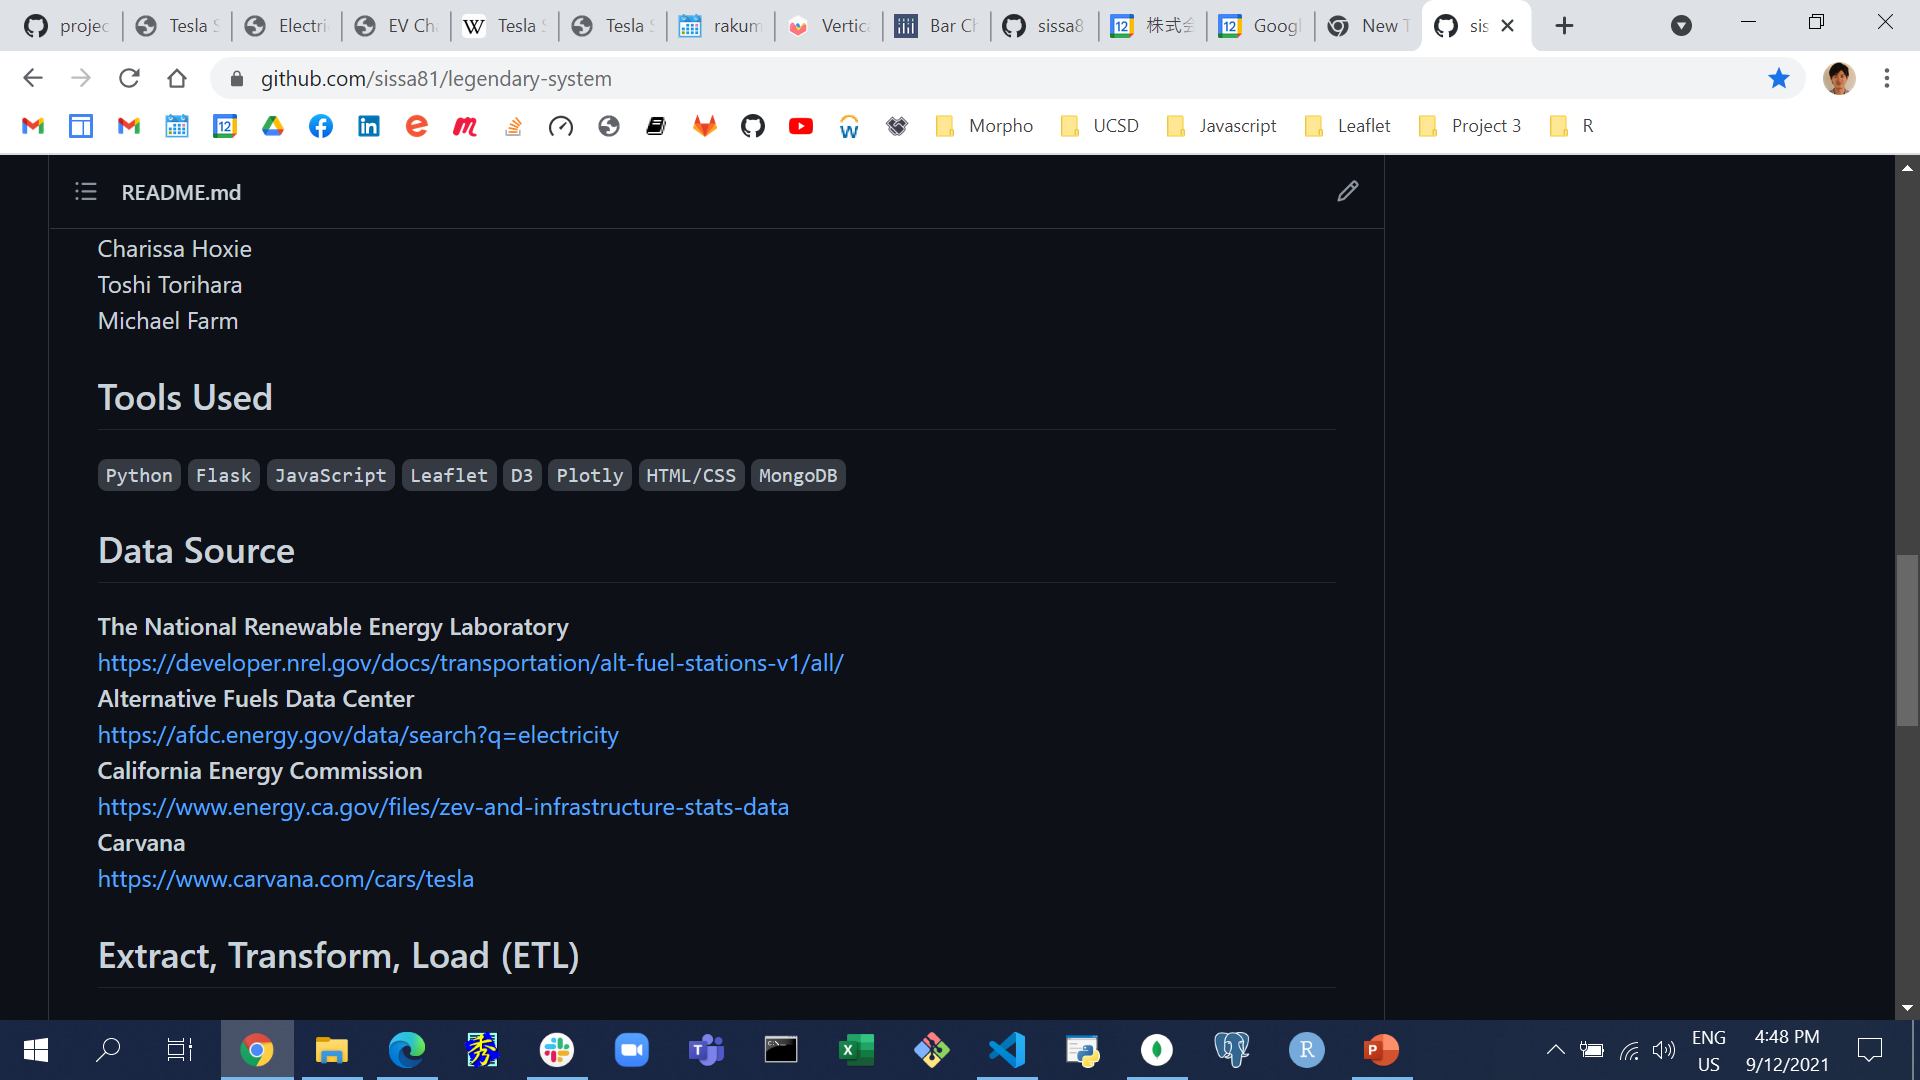 projec
Tesla S
Electri
EV Cha
Tesla S
Tesla S
rakum
Vertica
Bar Ch
sissa8
株式会
Googl
New T
sis
github.com/sissa81/legendary-system
Morpho
UCSD
Javascript
Leaflet
Project 3
R
README.md
Charissa Hoxie
Toshi Torihara
Michael Farm
Tools Used
Python Flask JavaScript Leaflet D3 Plotly HTML/CSS MongoDB
Data Source
The National Renewable Energy Laboratory
https://developer.nrel.gov/docs/transportation/alt-fuel-stations-v1/all/
Alternative Fuels Data Center
https://afdc.energy.gov/data/search?q=electricity
California Energy Commission
https://www.energy.ca.gov/files/zev-and-infrastructure-stats-data
Carvana
https://www.carvana.com/cars/tesla
Extract, Transform, Load (ETL)
ENG
US
4:48 PM
9/12/2021